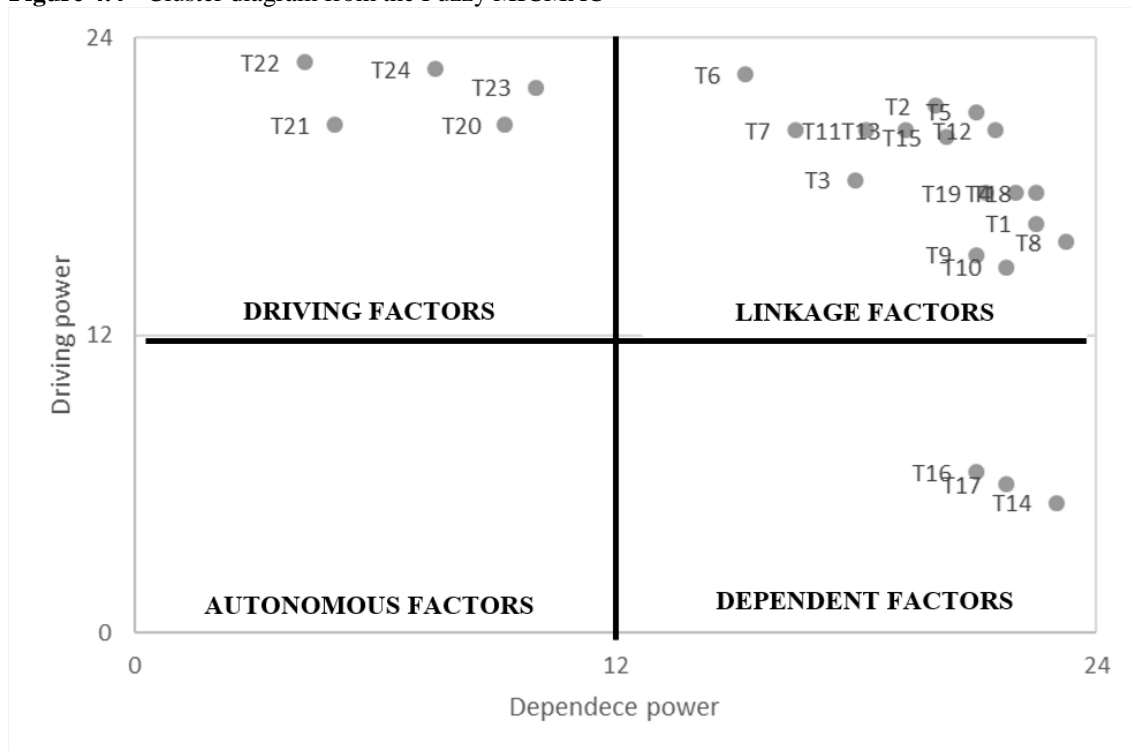 Figure 4.4 Cluster diagram from the Fuzzy MICMAC
24
T22
T24
T23
T21
T20
T6
T2
T5
T7
T11
T13
T15
T12
T3
T19
T4
T18
T1
T8
T9
T10
DRIVING FACTORS
LINKAGE FACTORS
12
Driving power
T16
T17
T14
AUTONOMOUS FACTORS
DEPENDENT FACTORS
0
0
12
24
Dependece power